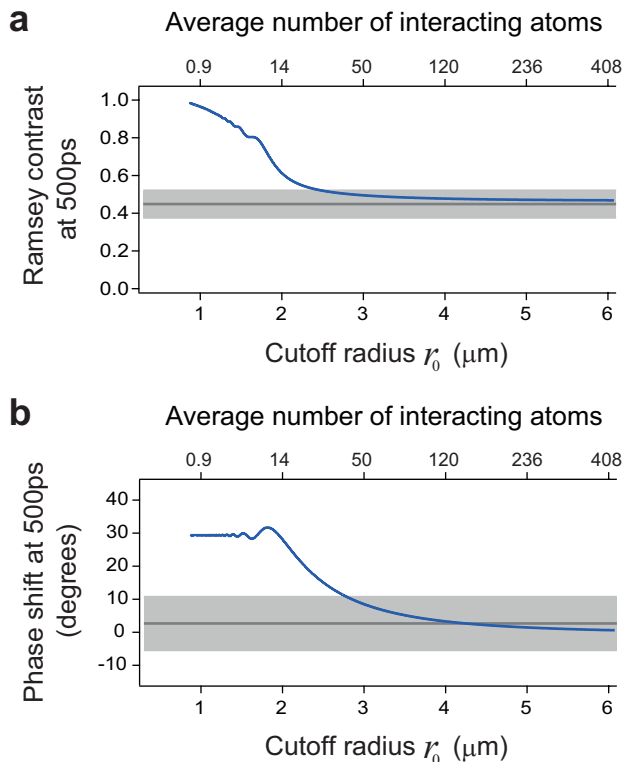 a
Average number of interacting atoms
0.9 14 50 120 236 408
Ramsey contrast
at 500ps
1.0
0.8
0.6
0.4
0.2
0.0
1 2 3 4 5 6
Cutoff radius r₀ (μm)
b
Average number of interacting atoms
0.9 14 50 120 236 408
Phase shift at 500ps
(degrees)
40
30
20
10
0
-10
1 2 3 4 5 6
Cutoff radius r₀ (μm)